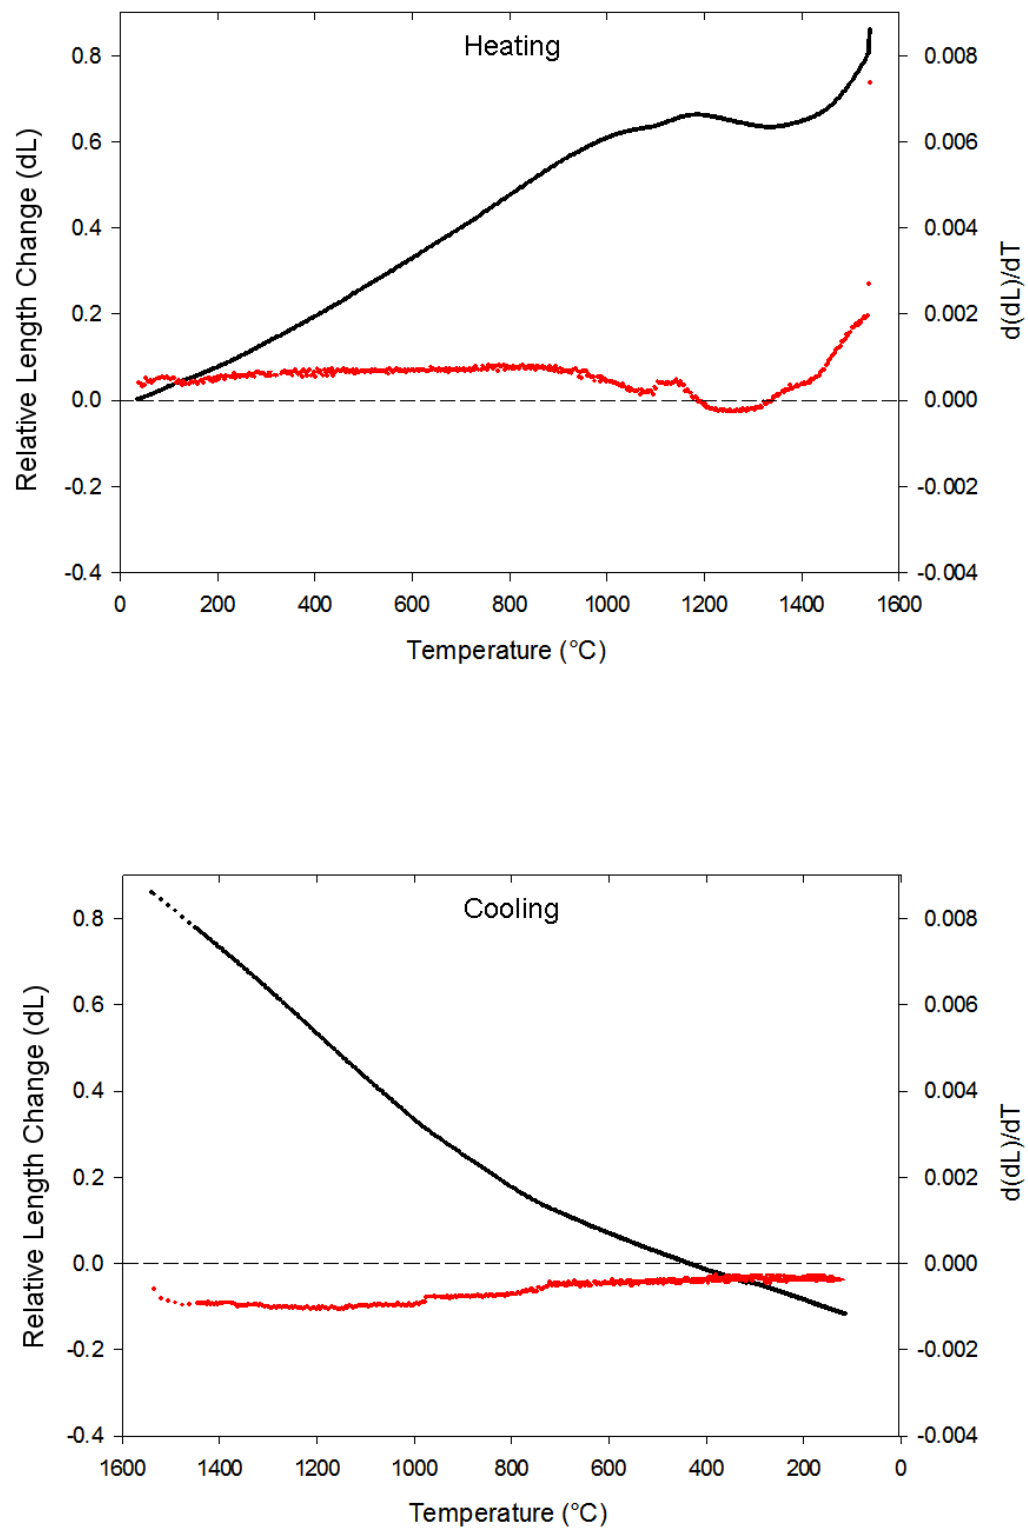 Heating
0.8
0.6
0.4
0.2
0.0
-0.2
-0.4
Relative Length Change (dL)
0.008
0.006
0.004
0.002
0.000
-0.002
-0.004
d(dL)/dT
0 200 400 600 800 1000 1200 1400 1600
Temperature (°C)
Cooling
0.8
0.6
0.4
0.2
0.0
-0.2
-0.4
Relative Length Change (dL)
0.008
0.006
0.004
0.002
0.000
-0.002
-0.004
d(dL)/dT
1600 1400 1200 1000 800 600 400 200 0
Temperature (°C)